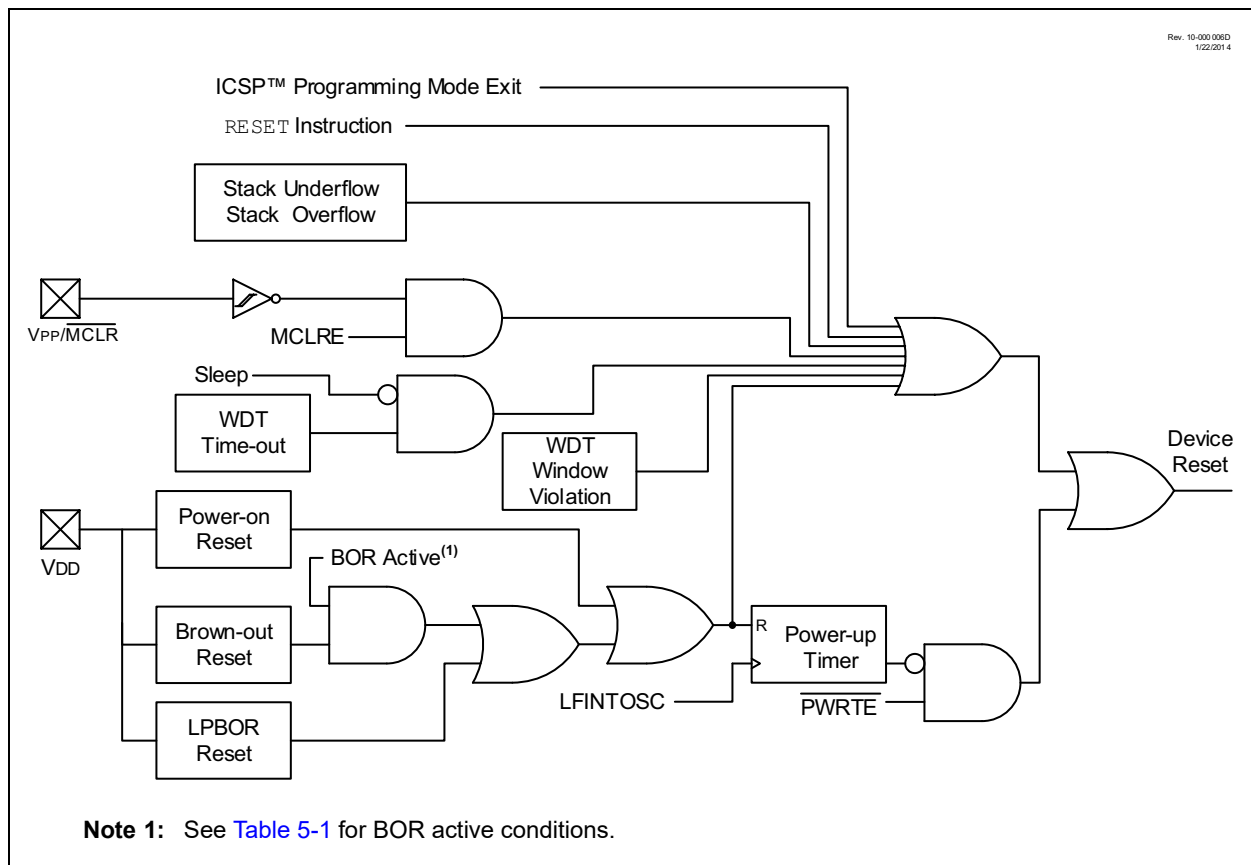 Rev. 10-000006D
1/22/2014
ICSP™ Programming Mode Exit
RESET Instruction
Stack Underflow
Stack Overflow
VPP/MCLR
MCLRE
Sleep
WDT
Time-out
WDT
Window
Violation
Device
Reset
VDD
Power-on
Reset
BOR Active(1)
Brown-out
Reset
R
Power-up
Timer
LFINTOSC
PWRTE
LPBOR
Reset
Note 1: See Table 5-1 for BOR active conditions.